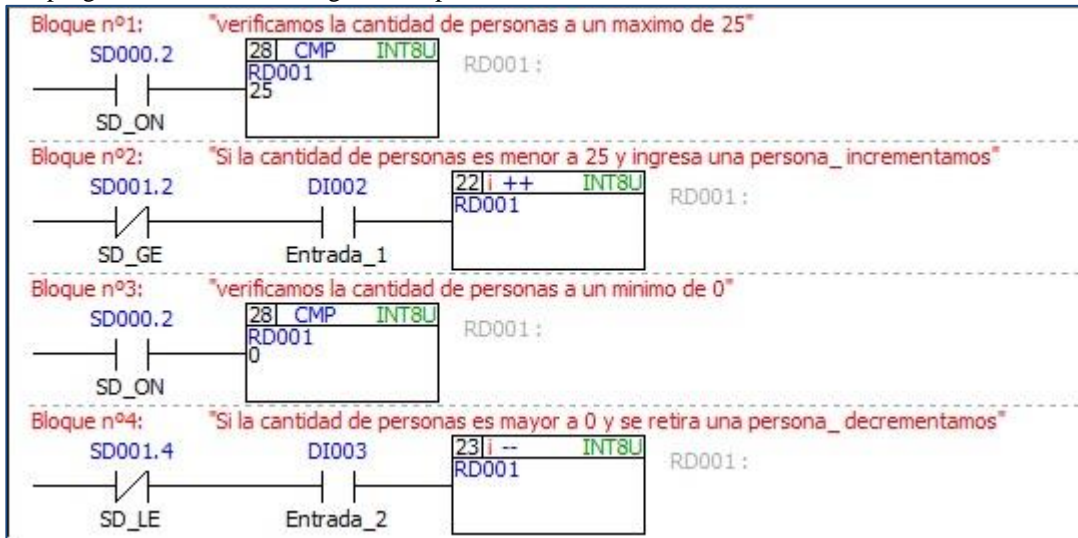 Bloque nº1: "verificamos la cantidad de personas a un maximo de 25"
SD000.2 28 CMP INT8U
RD001 RD001:
25
SD_ON
Bloque nº2: "Si la cantidad de personas es menor a 25 y ingresa una persona_ incrementamos"
SD001.2 DI002 22 i ++ INT8U
RD001 RD001:
SD_GE Entrada_1
Bloque nº3: "verificamos la cantidad de personas a un minimo de 0"
SD000.2 28 CMP INT8U
RD001 RD001:
0
SD_ON
Bloque nº4: "Si la cantidad de personas es mayor a 0 y se retira una persona_ decrementamos"
SD001.4 DI003 23 i -- INT8U
RD001 RD001:
SD_LE Entrada_2